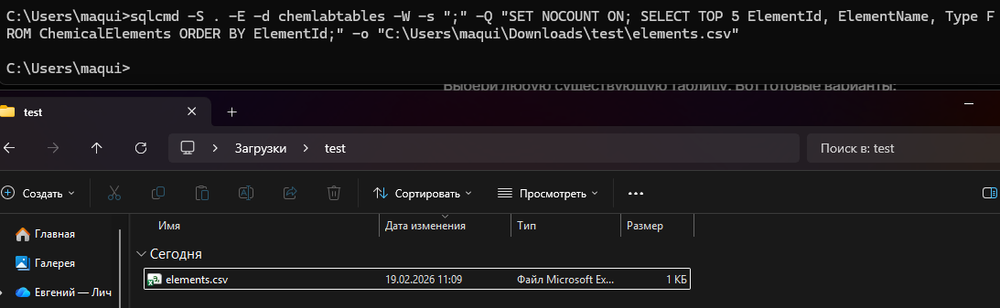 C:\Users\maqui>sqlcmd -S . -E -d chemlabtables -W -s ";" -Q "SET NOCOUNT ON; SELECT TOP 5 ElementId, ElementName, Type F
ROM ChemicalElements ORDER BY ElementId;" -o "C:\Users\maqui\Downloads\test\elements.csv"
C:\Users\maqui>
Выбери любую существующую таблицу. Вот готовые варианты:
test
Загрузки
test
Поиск в: test
Создать
Сортировать
Просмотреть
Главная
Галерея
Евгений — Лич
Имя
Дата изменения
Тип
Размер
Сегодня
elements.csv
19.02.2026 11:09
Файл Microsoft Ex...
1 КБ